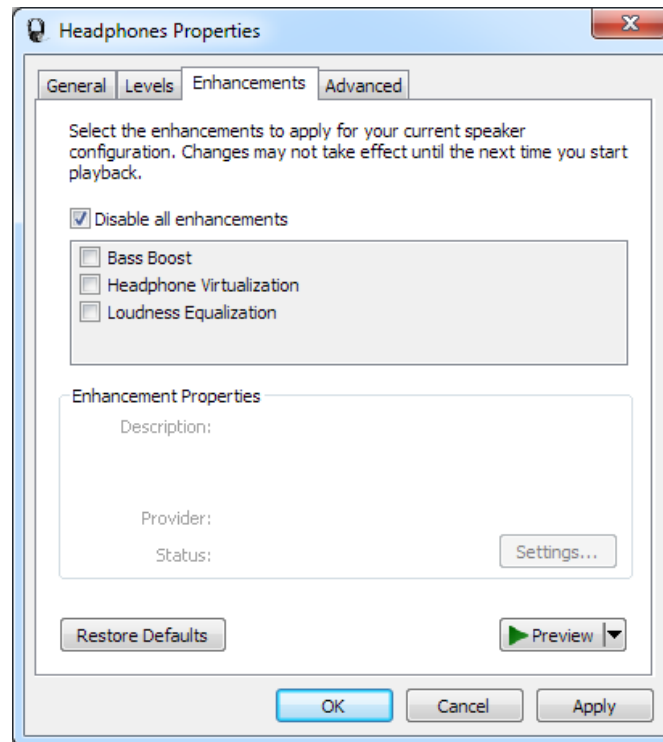 Headphones Properties
General Levels Enhancements Advanced
Select the enhancements to apply for your current speaker
configuration. Changes may not take effect until the next time you start
playback.
Disable all enhancements
Bass Boost
Headphone Virtualization
Loudness Equalization
Enhancement Properties
Description:
Provider:
Status:
Settings...
Restore Defaults
Preview
OK Cancel Apply